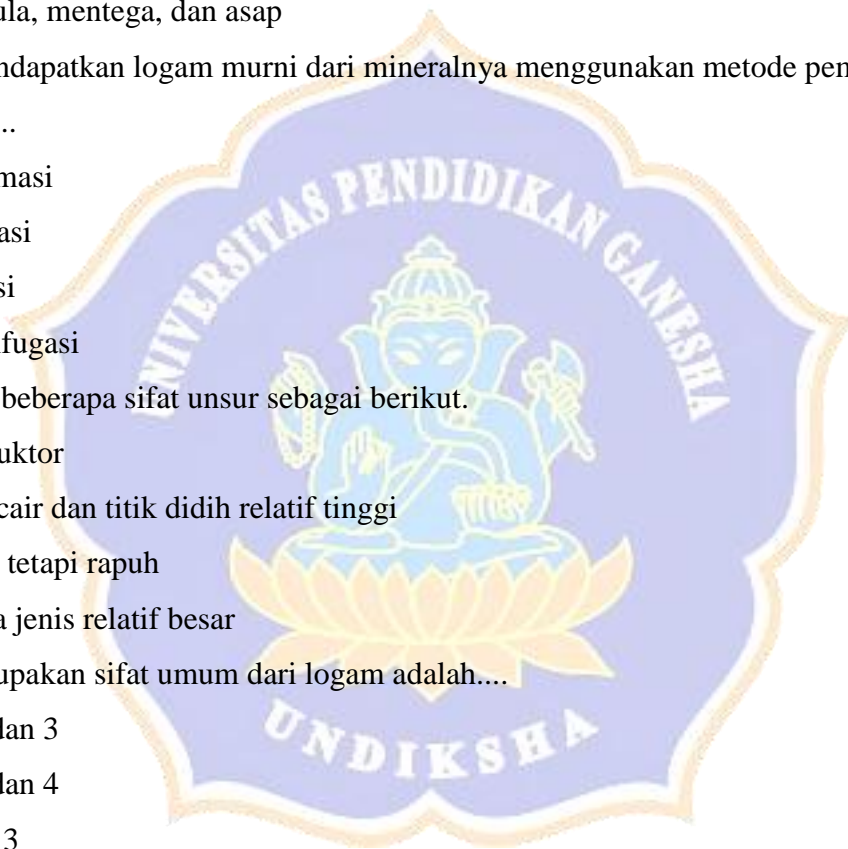 ula, mentega, dan asap
ndapatkan logam murni dari mineralnya menggunakan metode pen
..
masi
asi
si
ifugasi
beberapa sifat unsur sebagai berikut.
uktor
cair dan titik didih relatif tinggi
tetapi rapuh
a jenis relatif besar
upakan sifat umum dari logam adalah....
dan 3
dan 4
3
UNIVERSITAS PENDIDIKAN GANESHA
UNDIKSHA